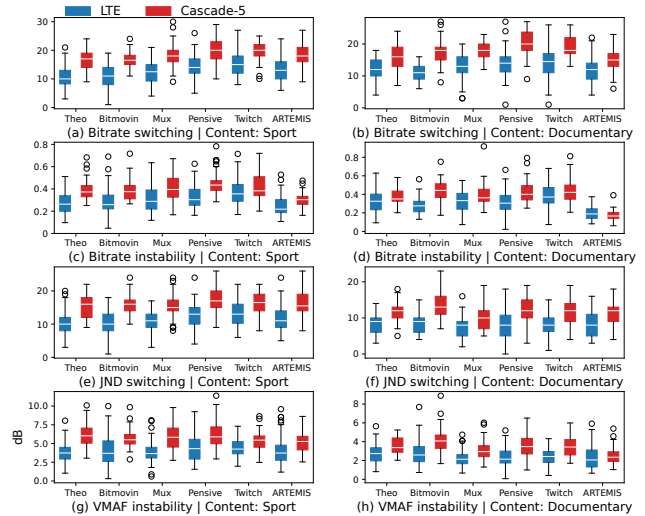 LTE Cascade-5
30
20
10
0
Theo Bitmovin Mux Pensive Twitch ARTEMIS
(a) Bitrate switching | Content: Sport
20
10
0
Theo Bitmovin Mux Pensive Twitch ARTEMIS
(b) Bitrate switching | Content: Documentary
0.8
0.6
0.4
0.2
0
Theo Bitmovin Mux Pensive Twitch ARTEMIS
(c) Bitrate instability | Content: Sport
0.8
0.6
0.4
0.2
0
Theo Bitmovin Mux Pensive Twitch ARTEMIS
(d) Bitrate instability | Content: Documentary
20
10
0
Theo Bitmovin Mux Pensive Twitch ARTEMIS
(e) JND switching | Content: Sport
20
10
0
Theo Bitmovin Mux Pensive Twitch ARTEMIS
(f) JND switching | Content: Documentary
dB
10.0
7.5
5.0
2.5
0.0
Theo Bitmovin Mux Pensive Twitch ARTEMIS
(g) VMAF instability | Content: Sport
8
6
4
2
0
Theo Bitmovin Mux Pensive Twitch ARTEMIS
(h) VMAF instability | Content: Documentary